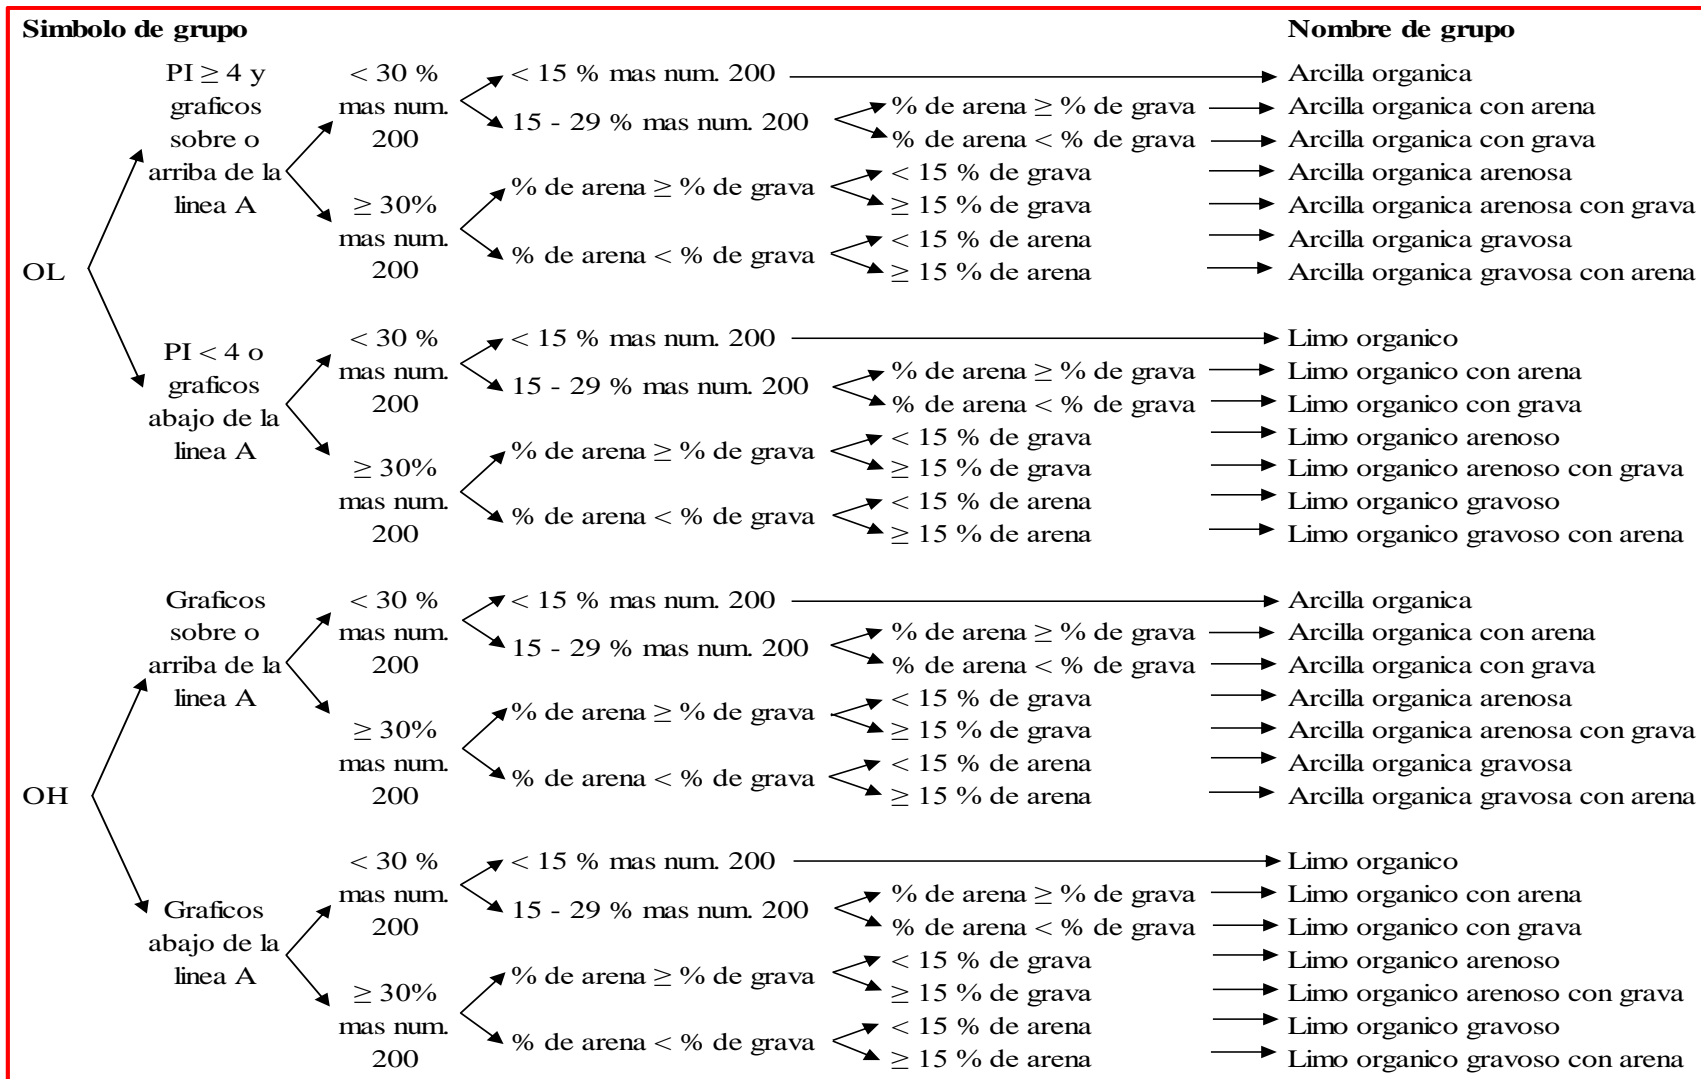 Simbolo de grupo Nombre de grupo
PI ≥ 4 y
graficos
sobre o
arriba de la
linea A
< 30 %
mas num.
200
< 15 % mas num. 200 Arcilla organica
15 - 29 % mas num. 200
% de arena ≥ % de grava Arcilla organica con arena
% de arena < % de grava Arcilla organica con grava
≥ 30%
mas num.
200
% de arena ≥ % de grava
< 15 % de grava Arcilla organica arenosa
≥ 15 % de grava Arcilla organica arenosa con grava
% de arena < % de grava
< 15 % de arena Arcilla organica gravosa
≥ 15 % de arena Arcilla organica gravosa con arena
OL
PI < 4 o
graficos
abajo de la
linea A
< 30 %
mas num.
200
< 15 % mas num. 200 Limo organico
15 - 29 % mas num. 200
% de arena ≥ % de grava Limo organico con arena
% de arena < % de grava Limo organico con grava
≥ 30%
mas num.
200
% de arena ≥ % de grava
< 15 % de grava Limo organico arenoso
≥ 15 % de grava Limo organico arenoso con grava
% de arena < % de grava
< 15 % de arena Limo organico gravoso
≥ 15 % de arena Limo organico gravoso con arena
Graficos
sobre o
arriba de la
linea A
< 30 %
mas num.
200
< 15 % mas num. 200 Arcilla organica
15 - 29 % mas num. 200
% de arena ≥ % de grava Arcilla organica con arena
% de arena < % de grava Arcilla organica con grava
≥ 30%
mas num.
200
% de arena ≥ % de grava
< 15 % de grava Arcilla organica arenosa
≥ 15 % de grava Arcilla organica arenosa con grava
% de arena < % de grava
< 15 % de arena Arcilla organica gravosa
≥ 15 % de arena Arcilla organica gravosa con arena
OH
Graficos
abajo de la
linea A
< 30 %
mas num.
200
< 15 % mas num. 200 Limo organico
15 - 29 % mas num. 200
% de arena ≥ % de grava Limo organico con arena
% de arena < % de grava Limo organico con grava
≥ 30%
mas num.
200
% de arena ≥ % de grava
< 15 % de grava Limo organico arenoso
≥ 15 % de grava Limo organico arenoso con grava
% de arena < % de grava
< 15 % de arena Limo organico gravoso
≥ 15 % de arena Limo organico gravoso con arena